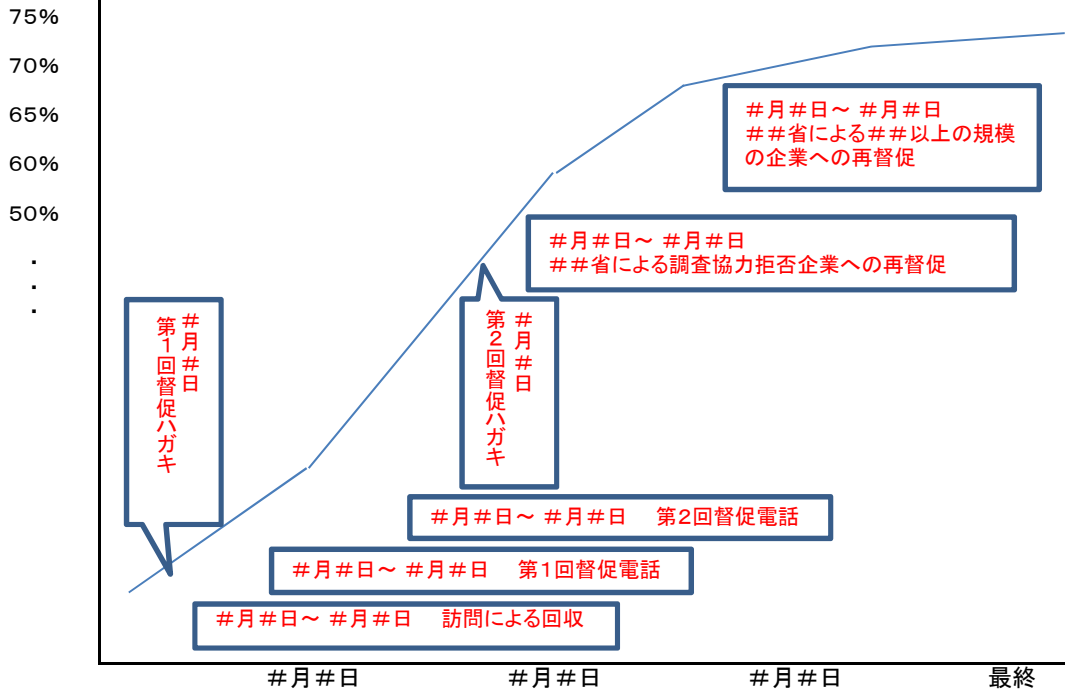 75%
70%
65%
60%
50%
．
．
．
＃月＃日～ ＃月＃日
＃＃省による＃＃以上の規模
の企業への再督促
＃月＃日～ ＃月＃日
＃＃省による調査協力拒否企業への再督促
＃月＃日
第１回督促ハガキ
＃月＃日
第２回督促ハガキ
＃月＃日～ ＃月＃日　第２回督促電話
＃月＃日～ ＃月＃日　第１回督促電話
＃月＃日～ ＃月＃日　訪問による回収
＃月＃日
＃月＃日
＃月＃日
最終